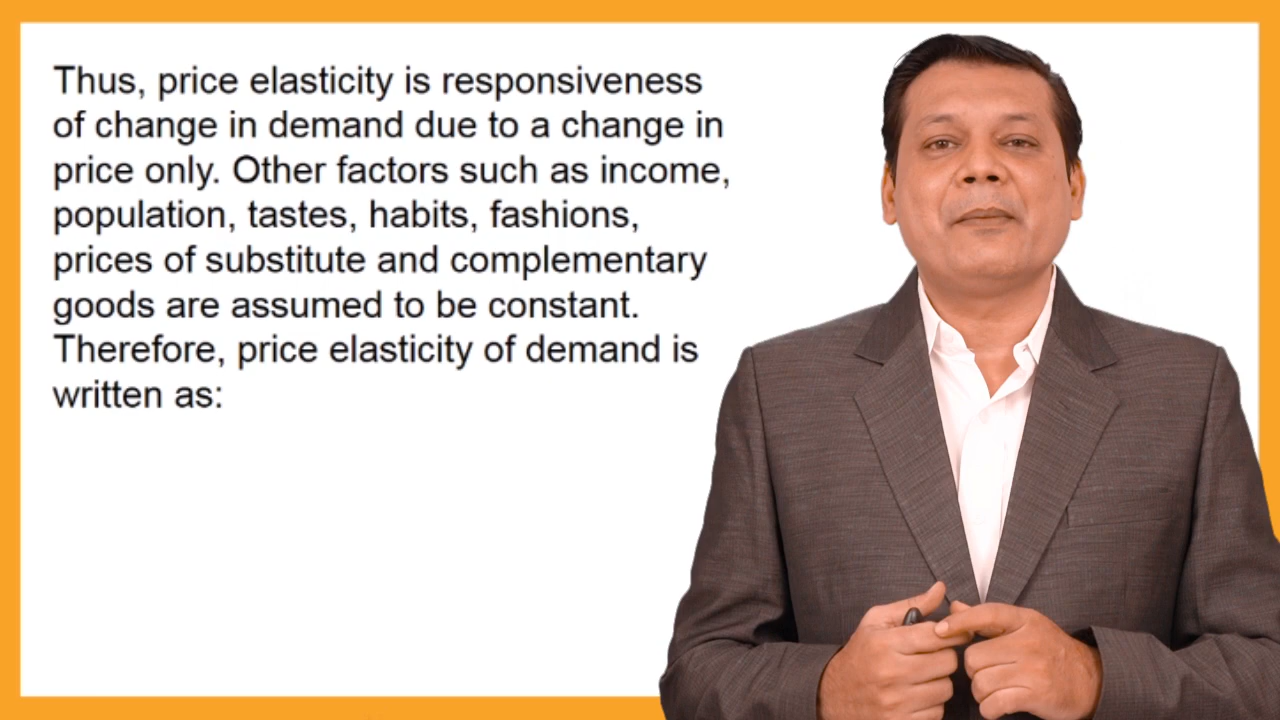 Thus, price elasticity is responsiveness
of change in demand due to a change in
price only. Other factors such as income,
population, tastes, habits, fashions,
prices of substitute and complementary
goods are assumed to be constant.
Therefore, price elasticity of demand is
written as: